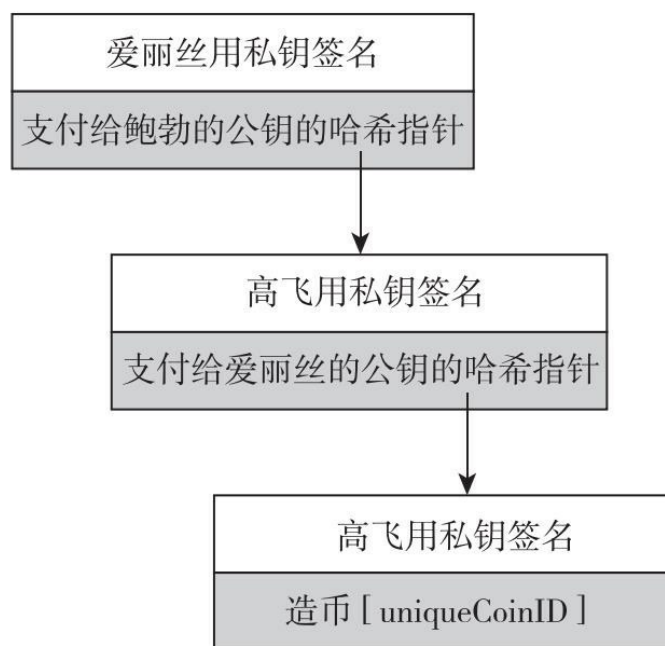 爱丽丝用私钥签名
支付给鲍勃的公钥的哈希指针
高飞用私钥签名
支付给爱丽丝的公钥的哈希指针
高飞用私钥签名
造币［uniqueCoinID］